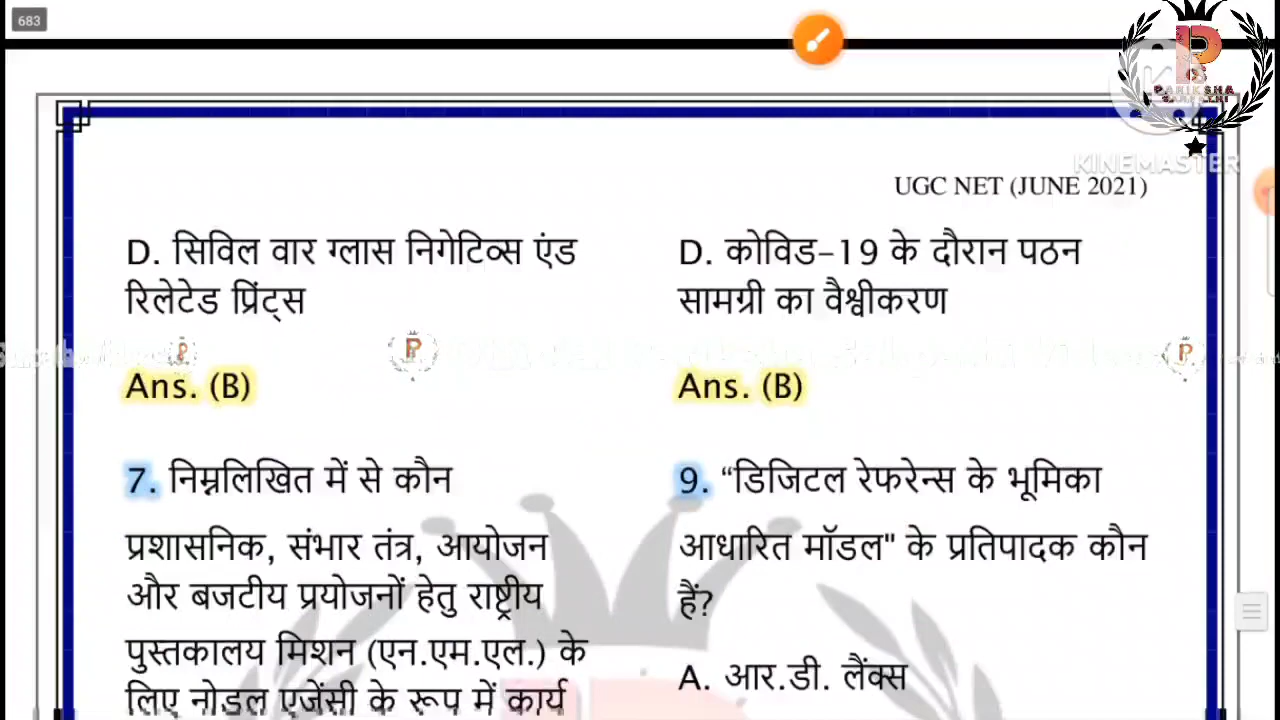 683
PARIKSHA
KINEMASTER
UGC NET (JUNE 2021)
D. सिविल वार ग्लास निगेटिव्स एंड
रिलेटेड प्रिंट्स
Ans. (B)
7. निम्नलिखित में से कौन
प्रशासनिक, संभार तंत्र, आयोजन
और बजटीय प्रयोजनों हेतु राष्ट्रीय
पुस्तकालय मिशन (एन.एम.एल.) के
लिए नोडल एजेंसी के रूप में कार्य
D. कोविड-19 के दौरान पठन
सामग्री का वैश्वीकरण
Ans. (B)
9. “डिजिटल रेफरेन्स के भूमिका
आधारित मॉडल" के प्रतिपादक कौन
हैं?
A. आर.डी. लैंक्स